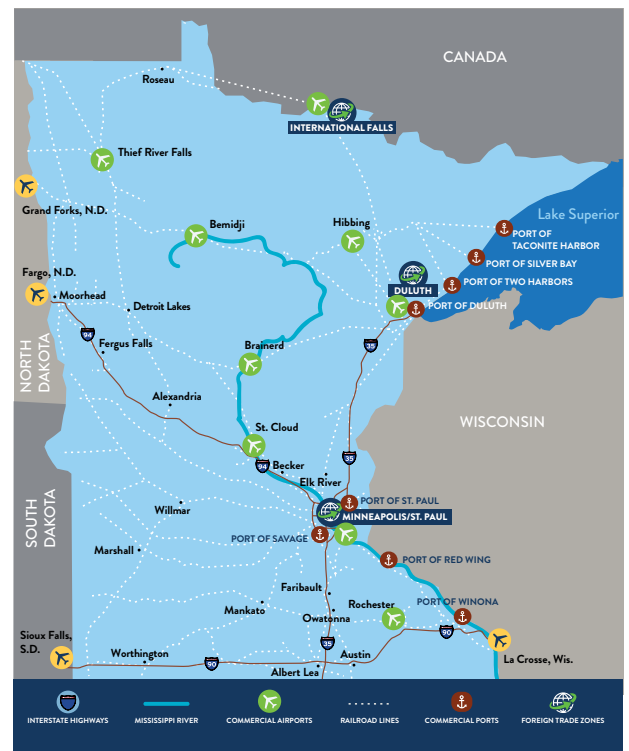 CANADA
Roseau
INTERNATIONAL FALLS
Thief River Falls
Grand Forks, N.D.
Lake Superior
Bemidji
Hibbing
PORT OF
TACONITE HARBOR
PORT OF SILVER BAY
Fargo, N.D.
PORT OF TWO HARBORS
DULUTH
Moorhead
Detroit Lakes
PORT OF DULUTH
94
Fergus Falls
35
Brainerd
NORTH
DAKOTA
Alexandria
WISCONSIN
St. Cloud
94
Becker
35
Elk River
SOUTH
DAKOTA
PORT OF ST. PAUL
Willmar
MINNEAPOLIS/ST. PAUL
PORT OF SAVAGE
Marshall
PORT OF RED WING
Faribault
Mankato
Rochester
PORT OF WINONA
Owatonna
Sioux Falls,
S.D.
35
90
Worthington
90
Austin
La Crosse, Wis.
Albert Lea
INTERSTATE HIGHWAYS
MISSISSIPPI RIVER
COMMERCIAL AIRPORTS
RAILROAD LINES
COMMERCIAL PORTS
FOREIGN TRADE ZONES